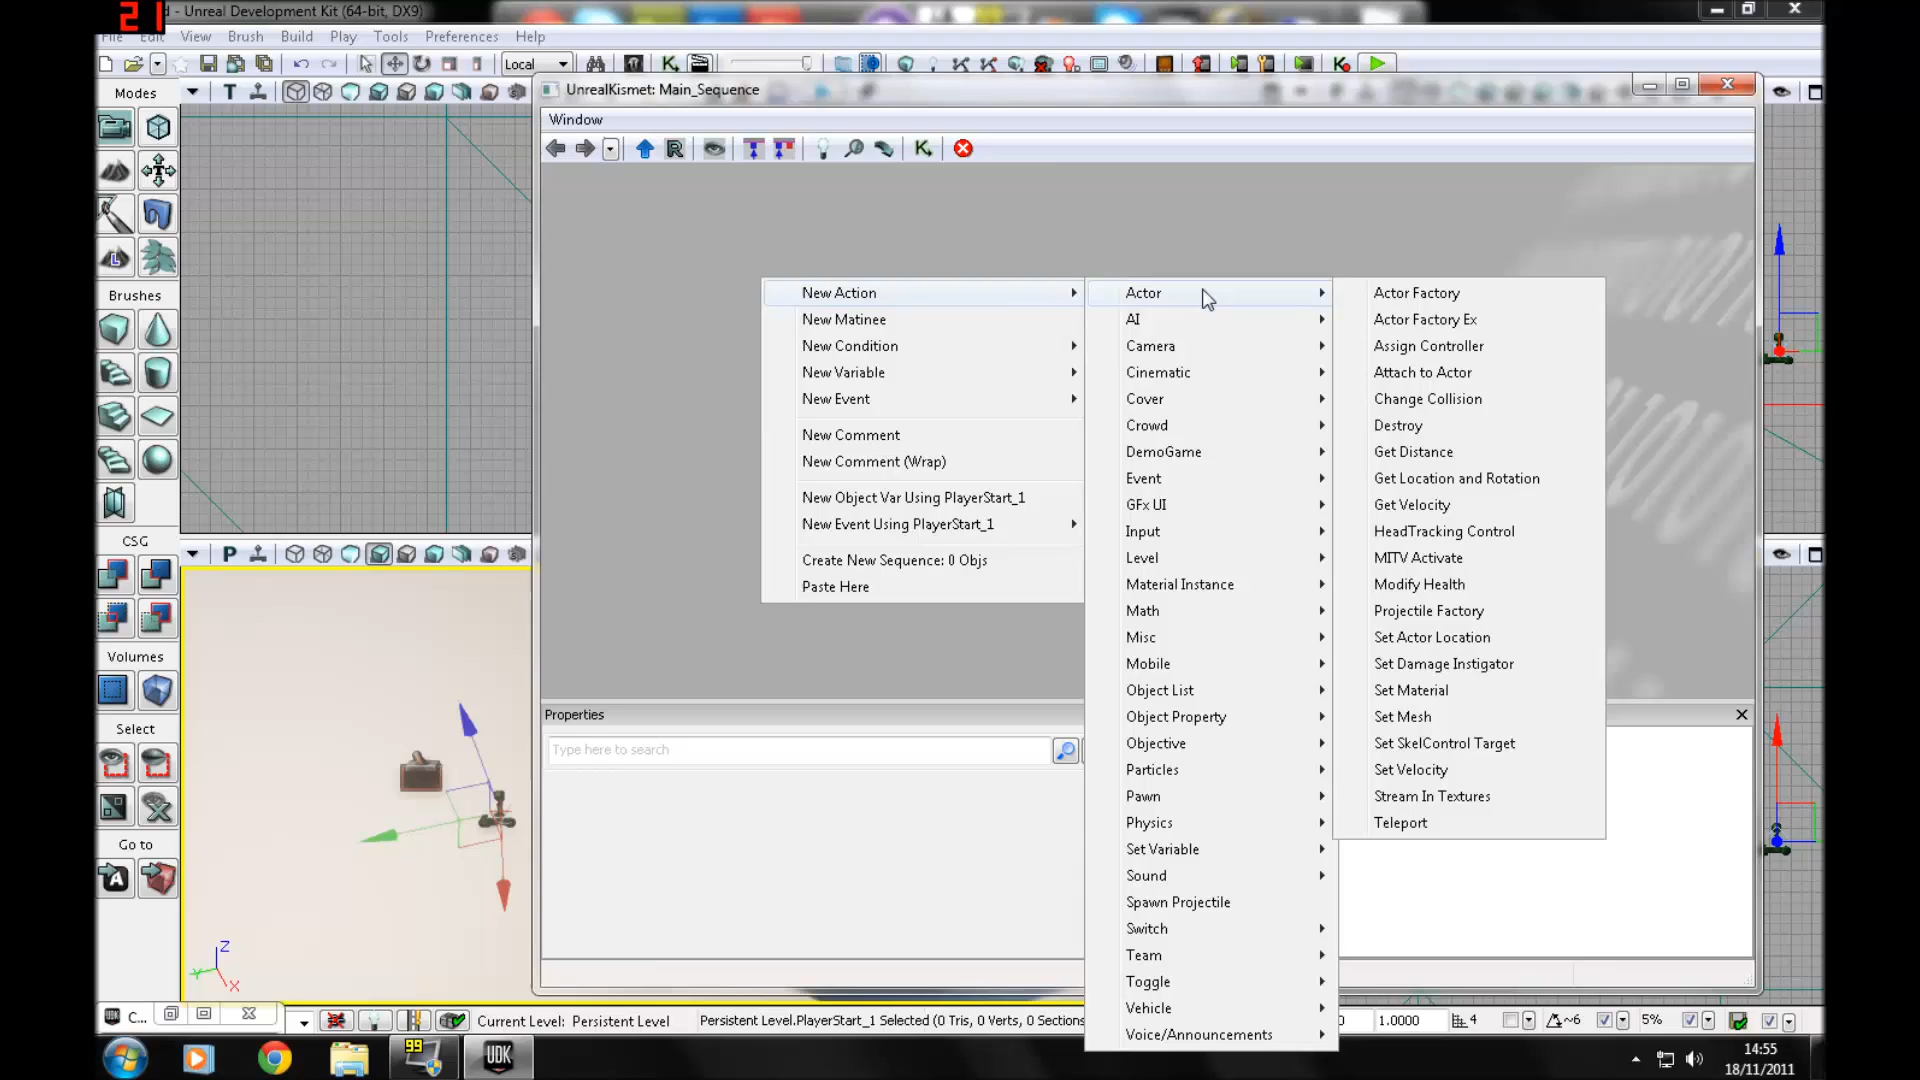 21
d - Unreal Development Kit (64-bit, DX9)
File Edit View Brush Build Play Tools Preferences Help
Local
Modes
T
UnrealKismet: Main_Sequence
Window
R
K
Brushes
CSG
P
Volumes
Select
Go to
A
New Action
New Matinee
New Condition
New Variable
New Event
New Comment
New Comment (Wrap)
New Object Var Using PlayerStart_1
New Event Using PlayerStart_1
Create New Sequence: 0 Objs
Paste Here
Actor
AI
Camera
Cinematic
Cover
Crowd
DemoGame
Event
GFx UI
Input
Level
Material Instance
Math
Misc
Mobile
Object List
Object Property
Objective
Particles
Pawn
Physics
Set Variable
Sound
Spawn Projectile
Switch
Team
Toggle
Vehicle
Voice/Announcements
Actor Factory
Actor Factory Ex
Assign Controller
Attach to Actor
Change Collision
Destroy
Get Distance
Get Location and Rotation
Get Velocity
HeadTracking Control
MITV Activate
Modify Health
Projectile Factory
Set Actor Location
Set Damage Instigator
Set Material
Set Mesh
Set SkelControl Target
Set Velocity
Stream In Textures
Teleport
Properties
Type here to search
Z
Y
X
C...
Current Level: Persistent Level
Persistent Level.PlayerStart_1 Selected (0 Tris, 0 Verts, 0 Sections
0
1.0000
4
~6
5%
99
UDK
14:55
18/11/2011